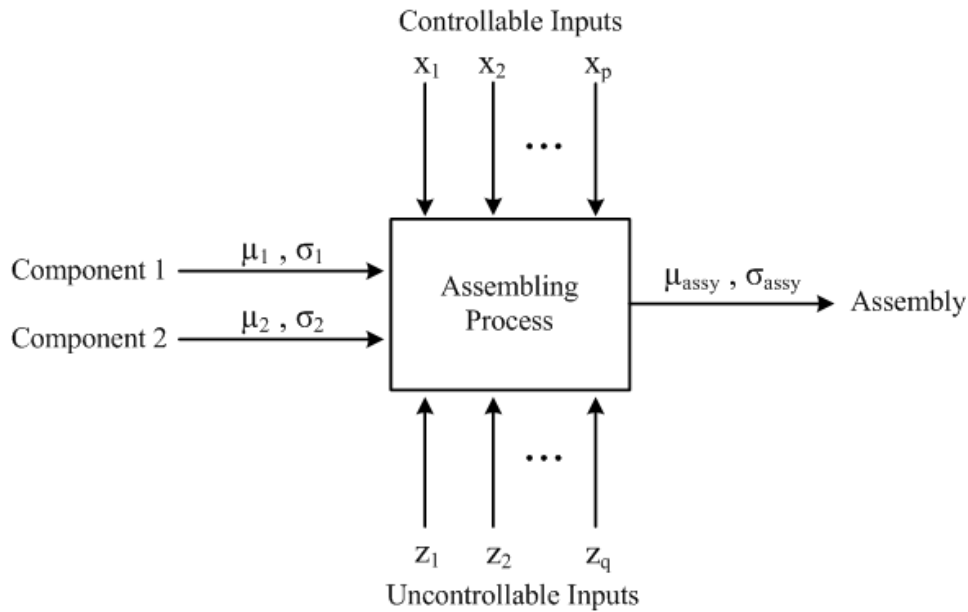 Controllable Inputs
x₁ x₂ xₚ
...
Component 1
μ₁ , σ₁
Component 2
μ₂ , σ₂
Assembling
Process
μassy , σassy
Assembly
...
z₁ z₂ zq
Uncontrollable Inputs